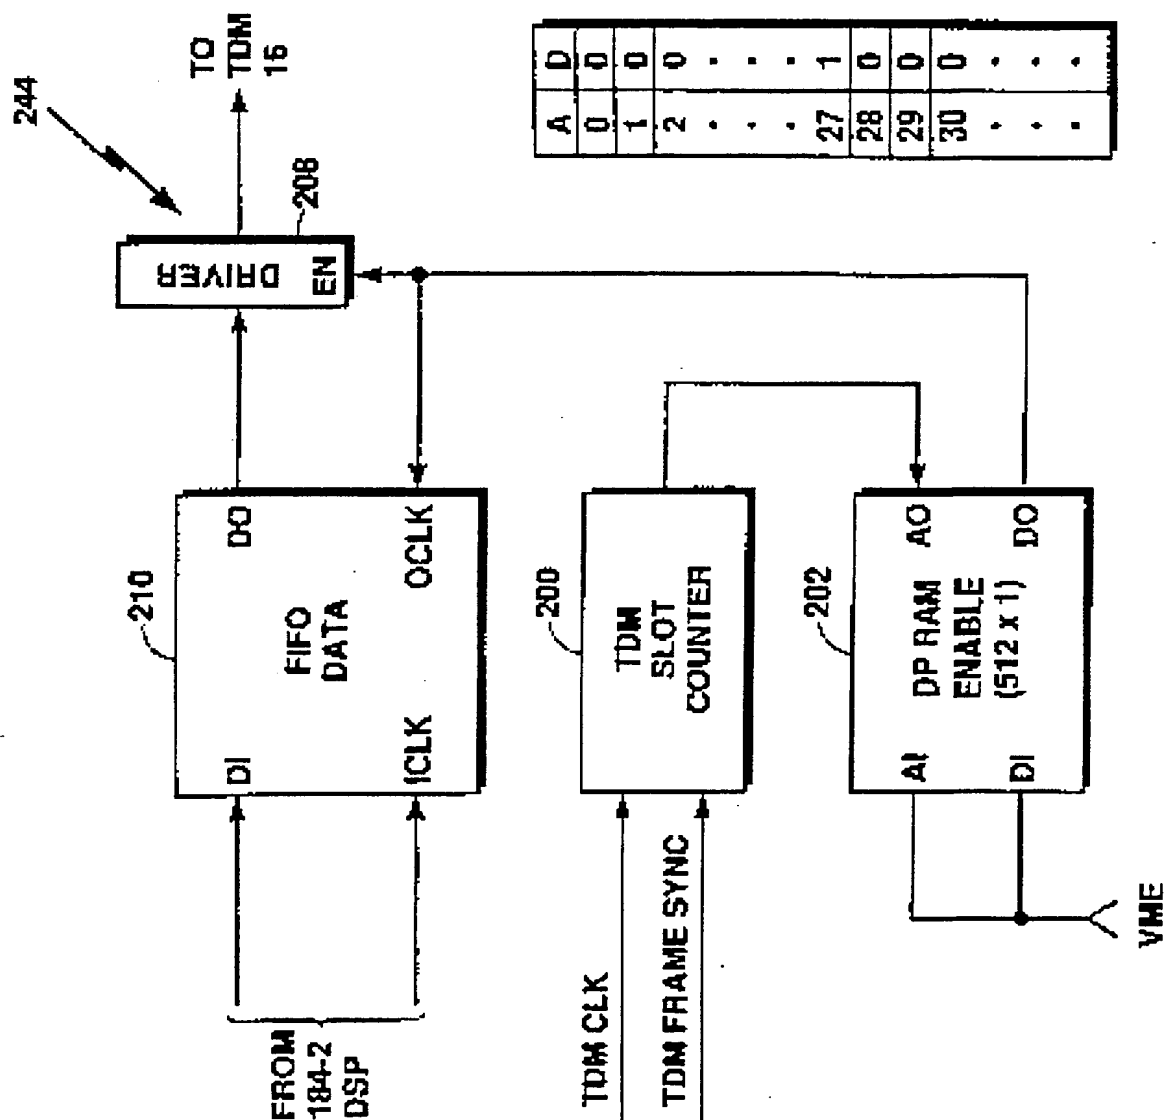 244
TO
TDM
16
DRIVER
EN
208
210
DI
DO
FIFO
DATA
ICLK
OCLK
FROM
184-2
DSP
TDM CLK
TDM FRAME SYNC
200
TDM
SLOT
COUNTER
202
AI
AO
DP RAM
ENABLE
(512 x 1)
DI
DO
VME
A D
0 0
1 0
2 0
. .
. .
. .
27 1
28 0
29 0
30 0
. .
. .
. .